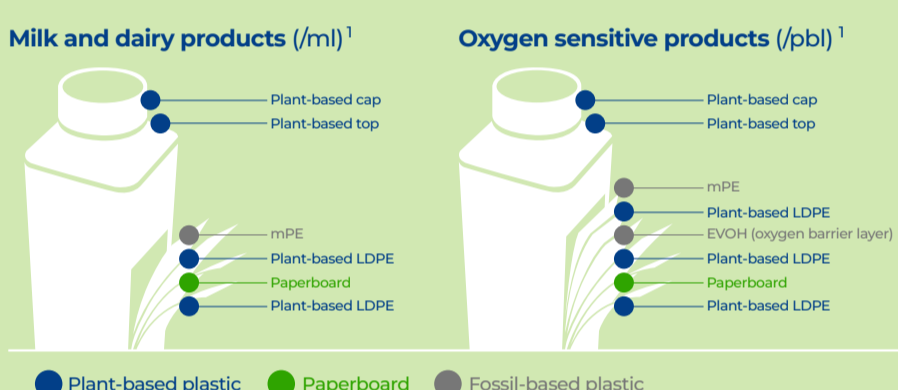 Milk and dairy products (/ml)¹
Plant-based cap
Plant-based top
mPE
Plant-based LDPE
Paperboard
Plant-based LDPE
Oxygen sensitive products (/pbl)¹
Plant-based cap
Plant-based top
mPE
Plant-based LDPE
EVOH (oxygen barrier layer)
Plant-based LDPE
Paperboard
Plant-based LDPE
Plant-based plastic
Paperboard
Fossil-based plastic